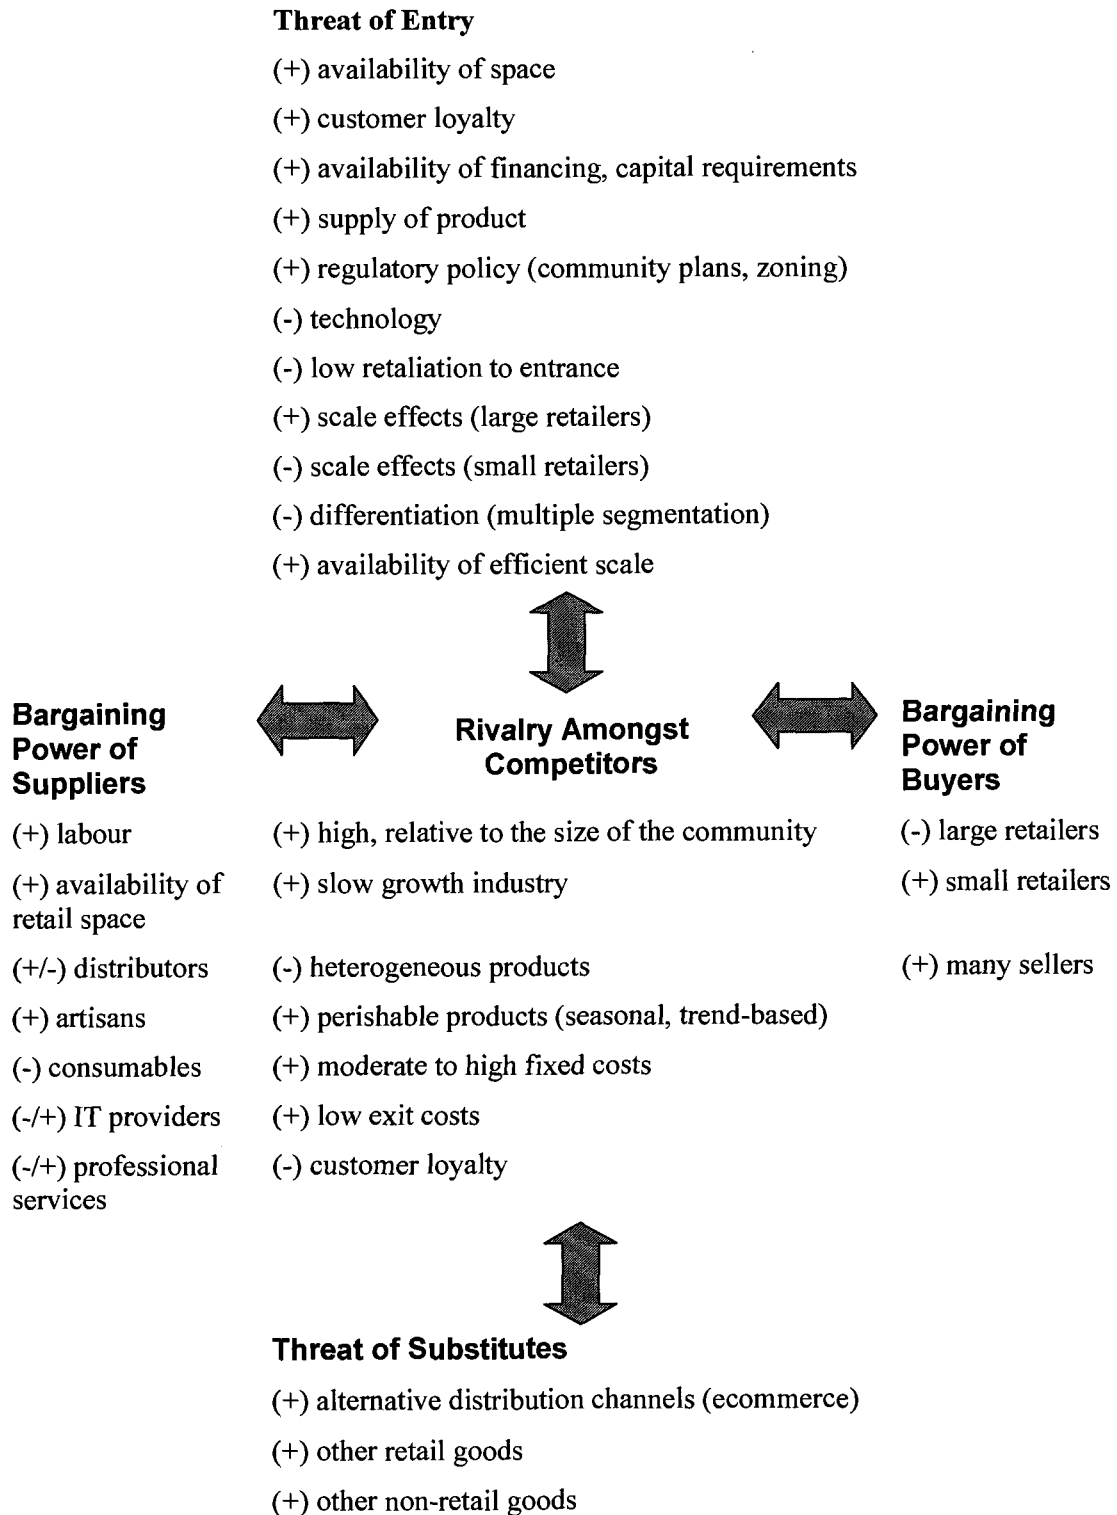 Threat of Entry
(+) availability of space
(+) customer loyalty
(+) availability of financing, capital requirements
(+) supply of product
(+) regulatory policy (community plans, zoning)
(-) technology
(-) low retaliation to entrance
(+) scale effects (large retailers)
(-) scale effects (small retailers)
(-) differentiation (multiple segmentation)
(+) availability of efficient scale
Bargaining
Power of
Suppliers
(+) labour
(+) availability of
retail space
(+/-) distributors
(+) artisans
(-) consumables
(-/+) IT providers
(-/+) professional
services
Rivalry Amongst
Competitors
(+) high, relative to the size of the community
(+) slow growth industry
(-) heterogeneous products
(+) perishable products (seasonal, trend-based)
(+) moderate to high fixed costs
(+) low exit costs
(-) customer loyalty
Bargaining
Power of
Buyers
(-) large retailers
(+) small retailers
(+) many sellers
Threat of Substitutes
(+) alternative distribution channels (ecommerce)
(+) other retail goods
(+) other non-retail goods